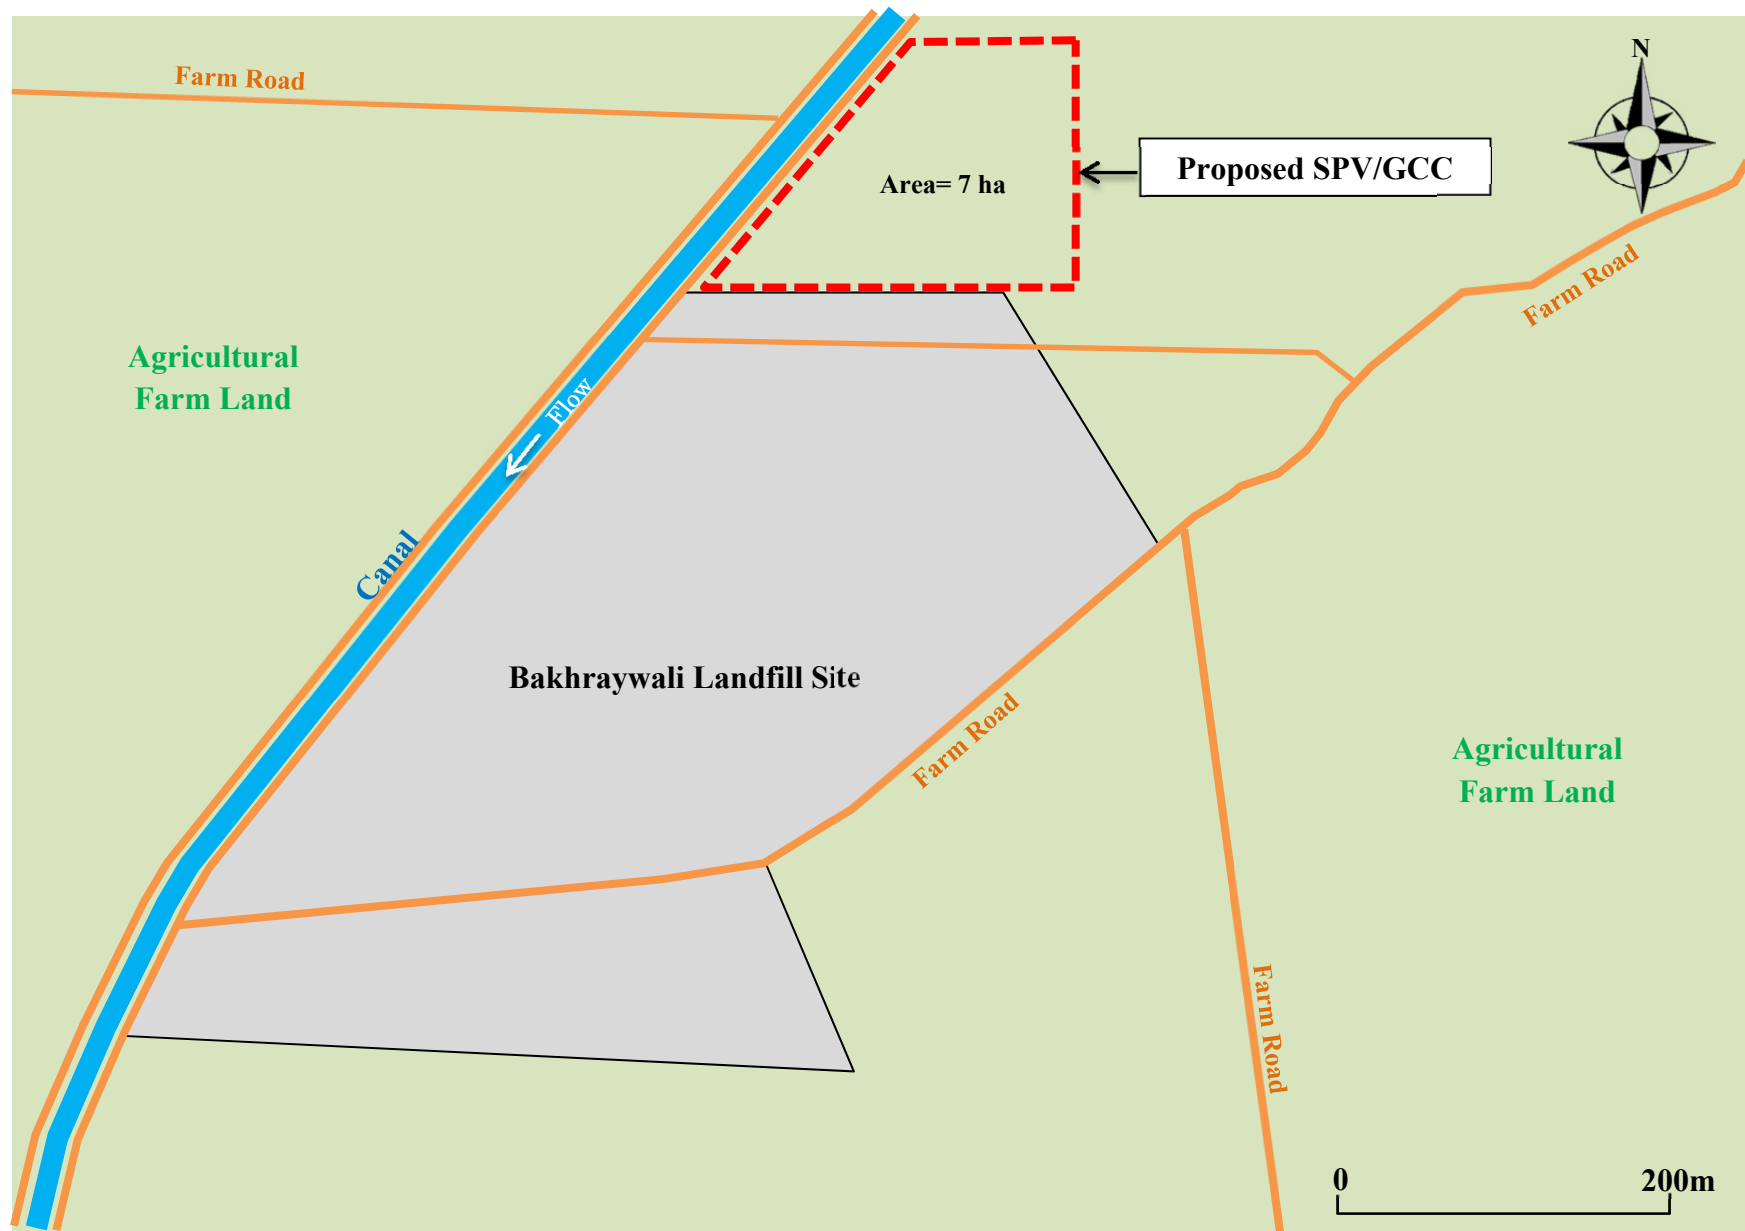 N
Farm Road
Proposed SPV/GCC
Area= 7 ha
Farm Road
Agricultural
Farm Land
Flow
Canal
Bakhraywali Landfill Site
Farm Road
Agricultural
Farm Land
Farm Road
0
200m